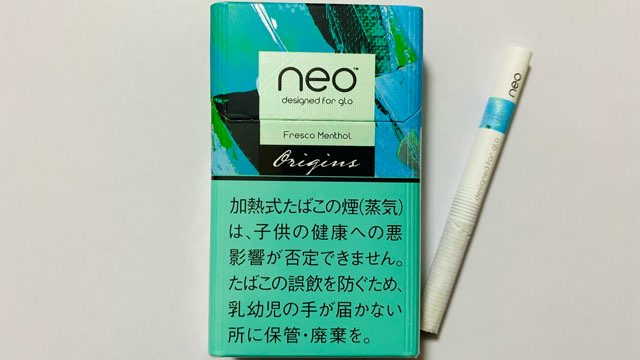 neo™
designed for glo
Fresco Menthol
Origins
加熱式たばこの煙(蒸気)
は、子供の健康への悪
影響が否定できません。
たばこの誤飲を防ぐため、
乳幼児の手が届かない
所に保管・廃棄を。
neo
designed for glo